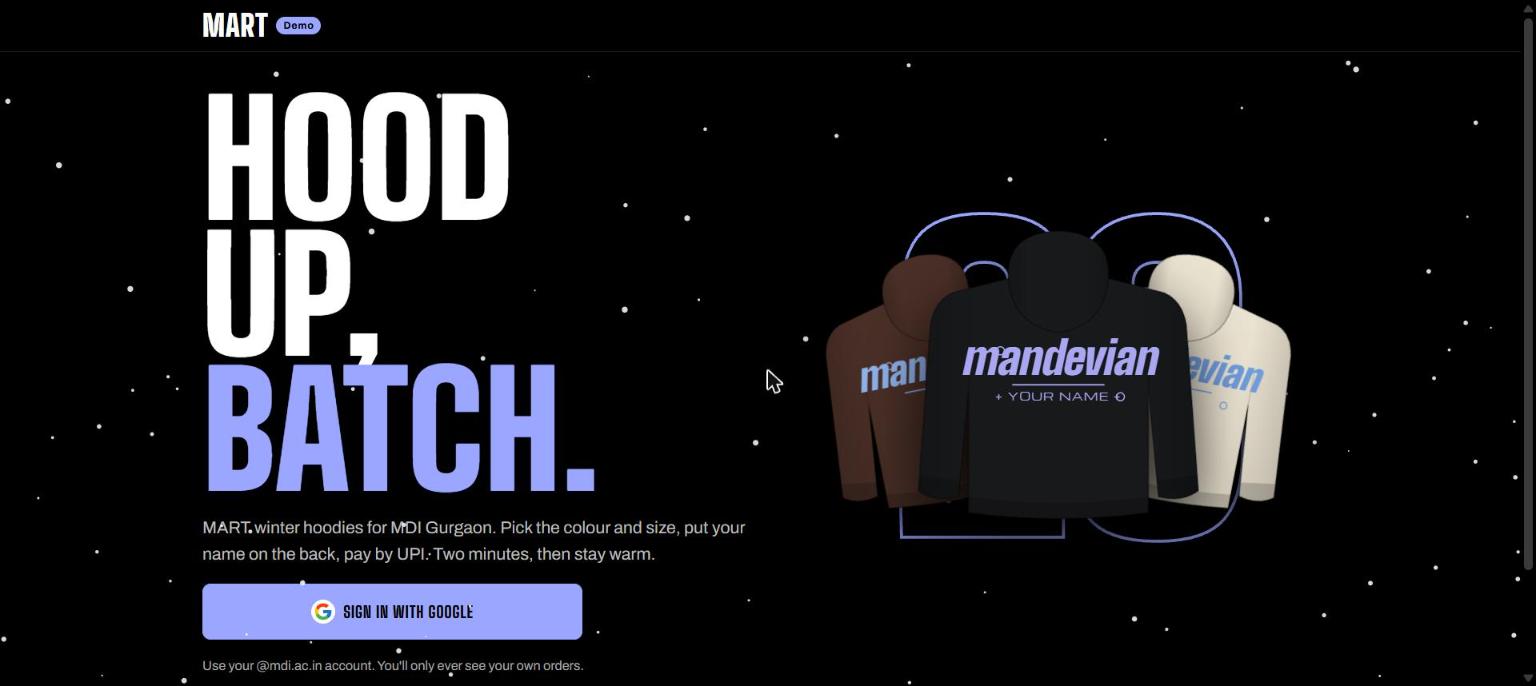 MART Demo
HOOD
UP,
BATCH.
MART winter hoodies for MDI Gurgaon. Pick the colour and size, put your
name on the back, pay by UPI. Two minutes, then stay warm.
SIGN IN WITH GOOGLE
Use your @mdi.ac.in account. You'll only ever see your own orders.
man
mandevian
evian
+ YOUR NAME +